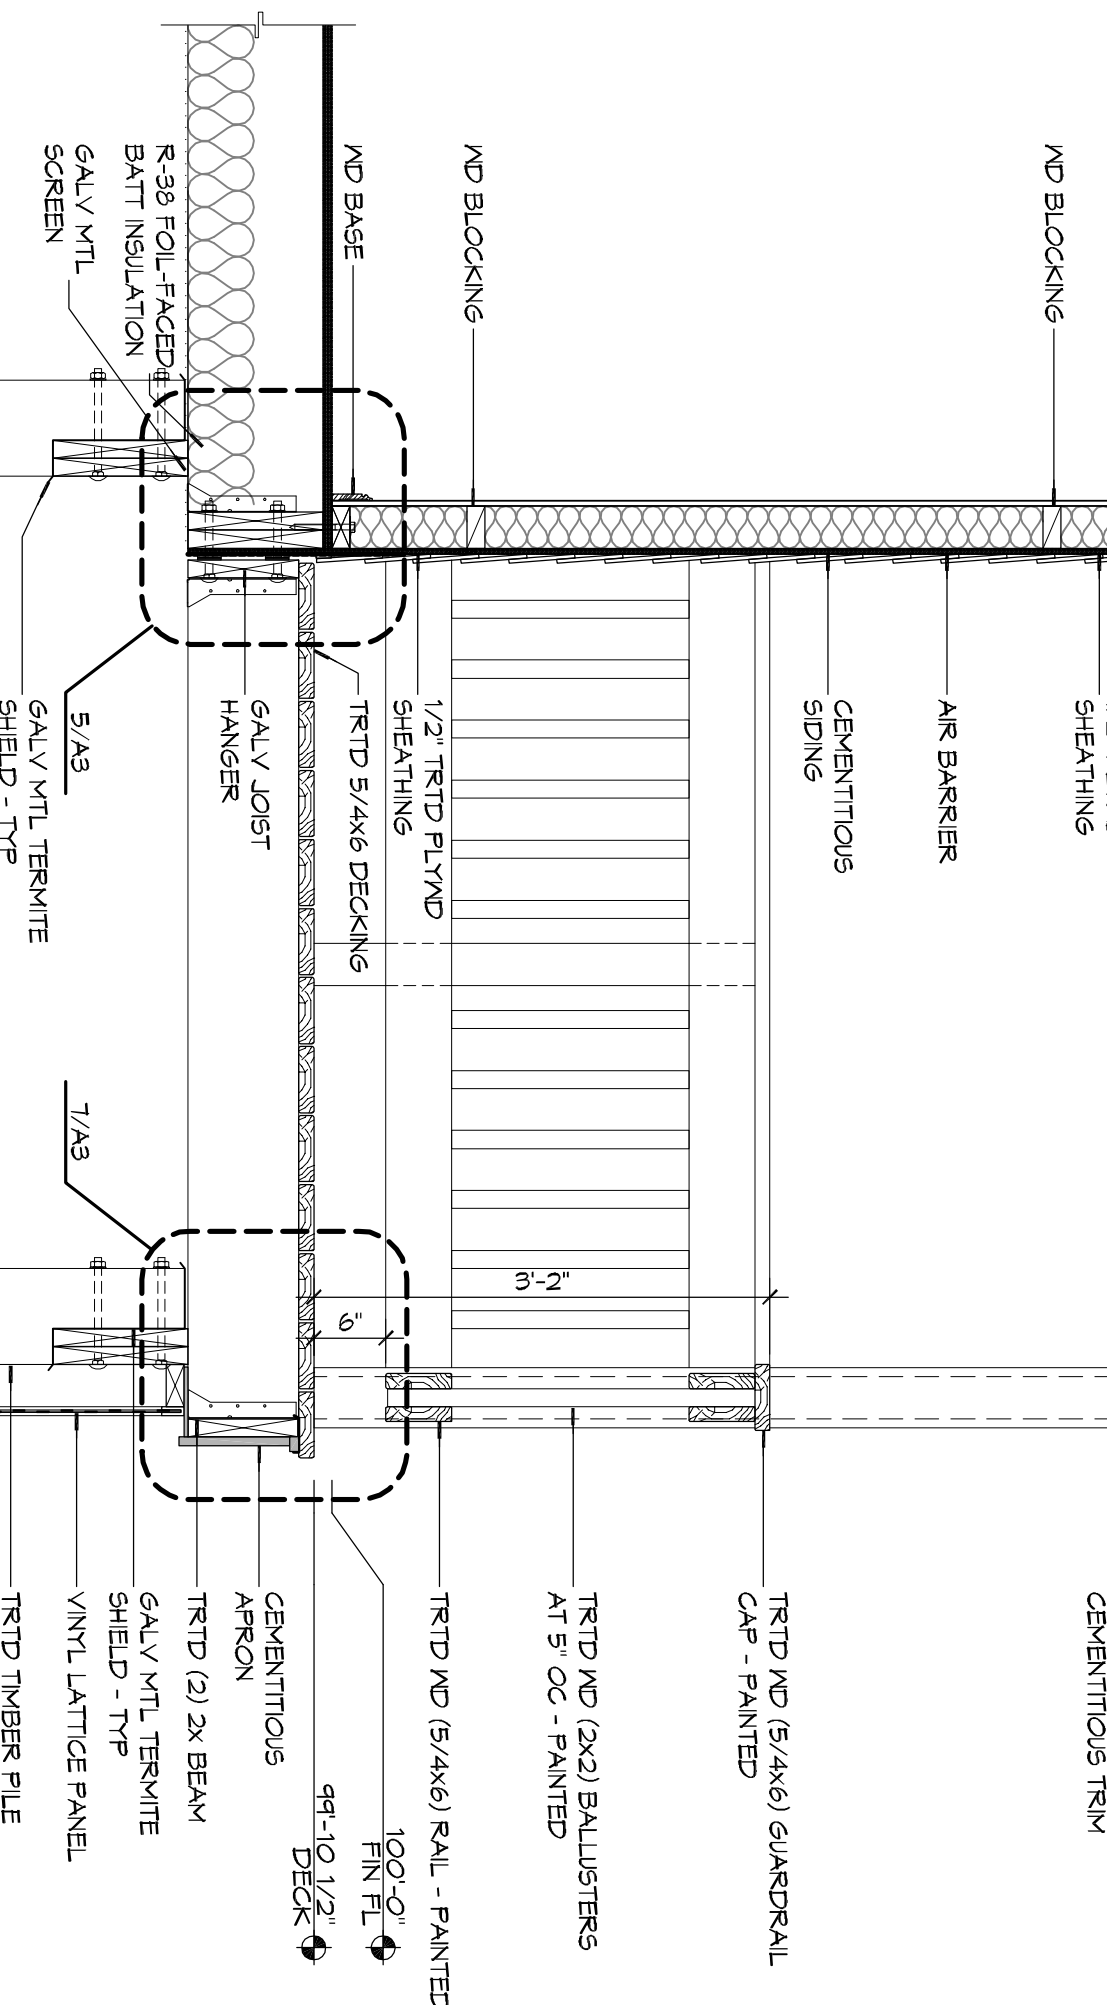 WD BLOCKING
WD BLOCKING
WD BASE
R-38 FOIL-FACED
BATT INSULATION
GALV MTL
SCREEN
SHEATHING
AIR BARRIER
CEMENTITIOUS
SIDING
1/2" TRTD PLYWD
SHEATHING
TRTD 5/4x6 DECKING
GALV JOIST
HANGER
5/A3
GALV MTL TERMITE
SHIELD - TYP
7/A3
3'-2"
6"
CEMENTITIOUS TRIM
TRTD WD (5/4x6) GUARDRAIL
CAP - PAINTED
TRTD WD (2x2) BALLUSTERS
AT 5" OC - PAINTED
TRTD WD (5/4x6) RAIL - PAINTED
100'-0"
FIN FL
99'-10 1/2"
DECK
CEMENTITIOUS
APRON
TRTD (2) 2X BEAM
GALV MTL TERMITE
SHIELD - TYP
VINYL LATTICE PANEL
TRTD TIMBER PILE